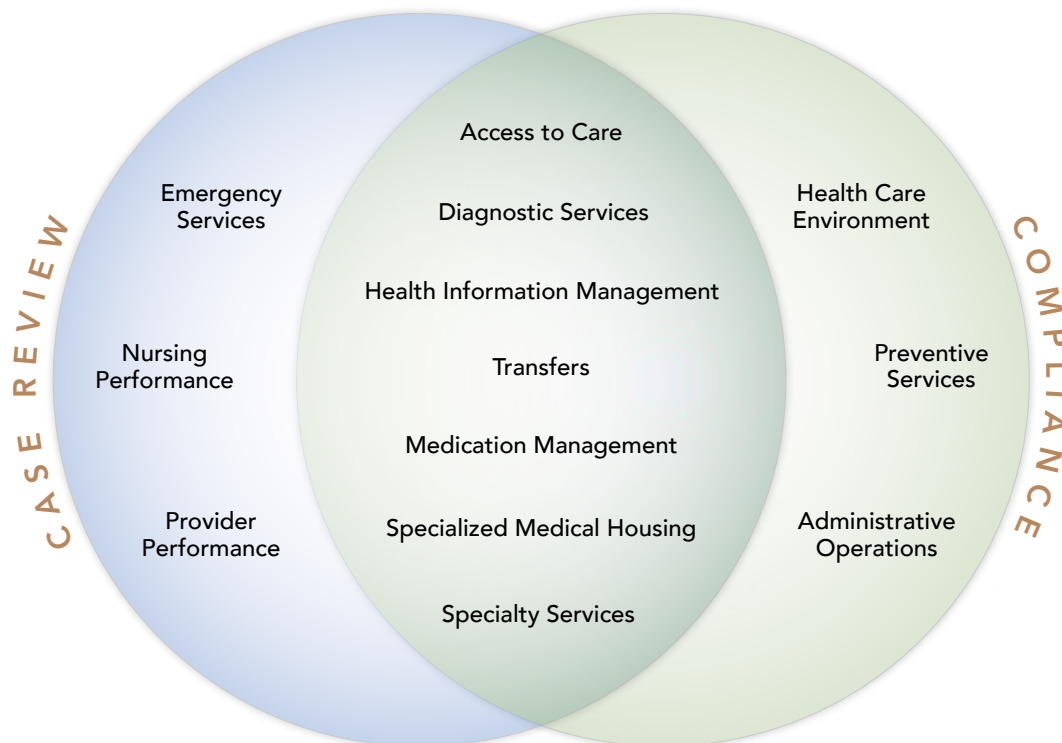 CASE REVIEW
Emergency
Services
Nursing
Performance
Provider
Performance
Access to Care
Diagnostic Services
Health Information Management
Transfers
Medication Management
Specialized Medical Housing
Specialty Services
Health Care
Environment
Preventive
Services
Administrative
Operations
COMPLIANCE